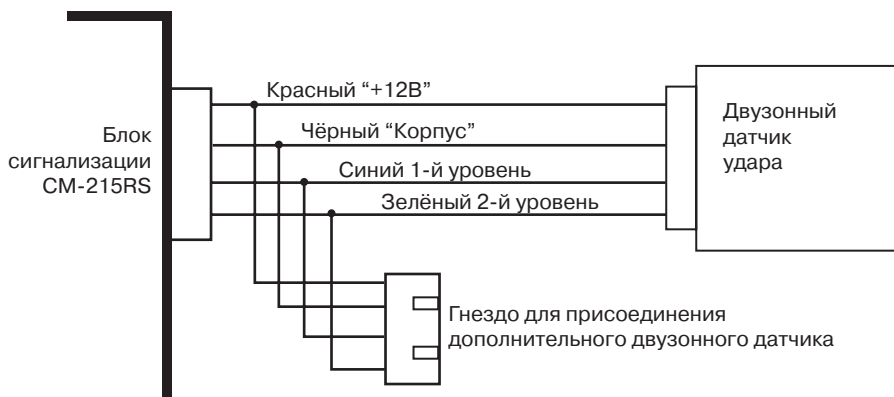 Красный “+12В”
Чёрный “Корпус”
Синий 1-й уровень
Зелёный 2-й уровень
Блок
сигнализации
СМ-215RS
Двузонный
датчик
удара
Гнездо для присоединения
дополнительного двузонного датчика